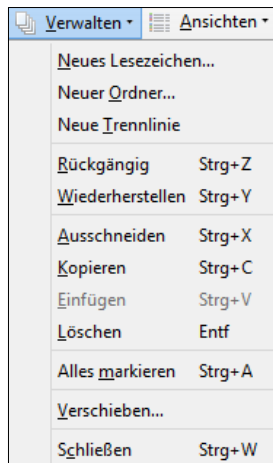 Verwalten Ansichten
Neues Lesezeichen...
Neuer Ordner...
Neue Trennlinie
Rückgängig Strg+Z
Wiederherstellen Strg+Y
Ausschneiden Strg+X
Kopieren Strg+C
Einfügen Strg+V
Löschen Entf
Alles markieren Strg+A
Verschieben...
Schließen Strg+W